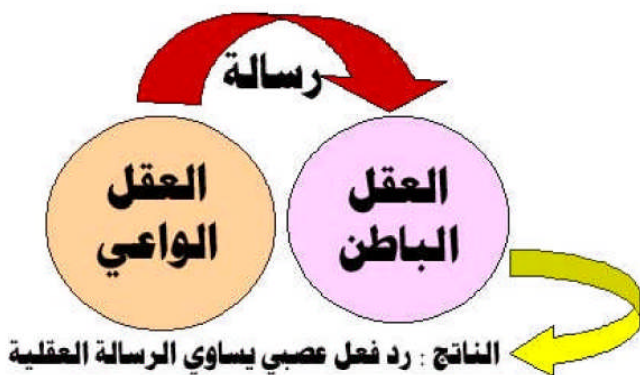 رسالة
العقل
الواعي
العقل
الباطن
الناتج : رد فعل عصبي يساوي الرسالة العقلية